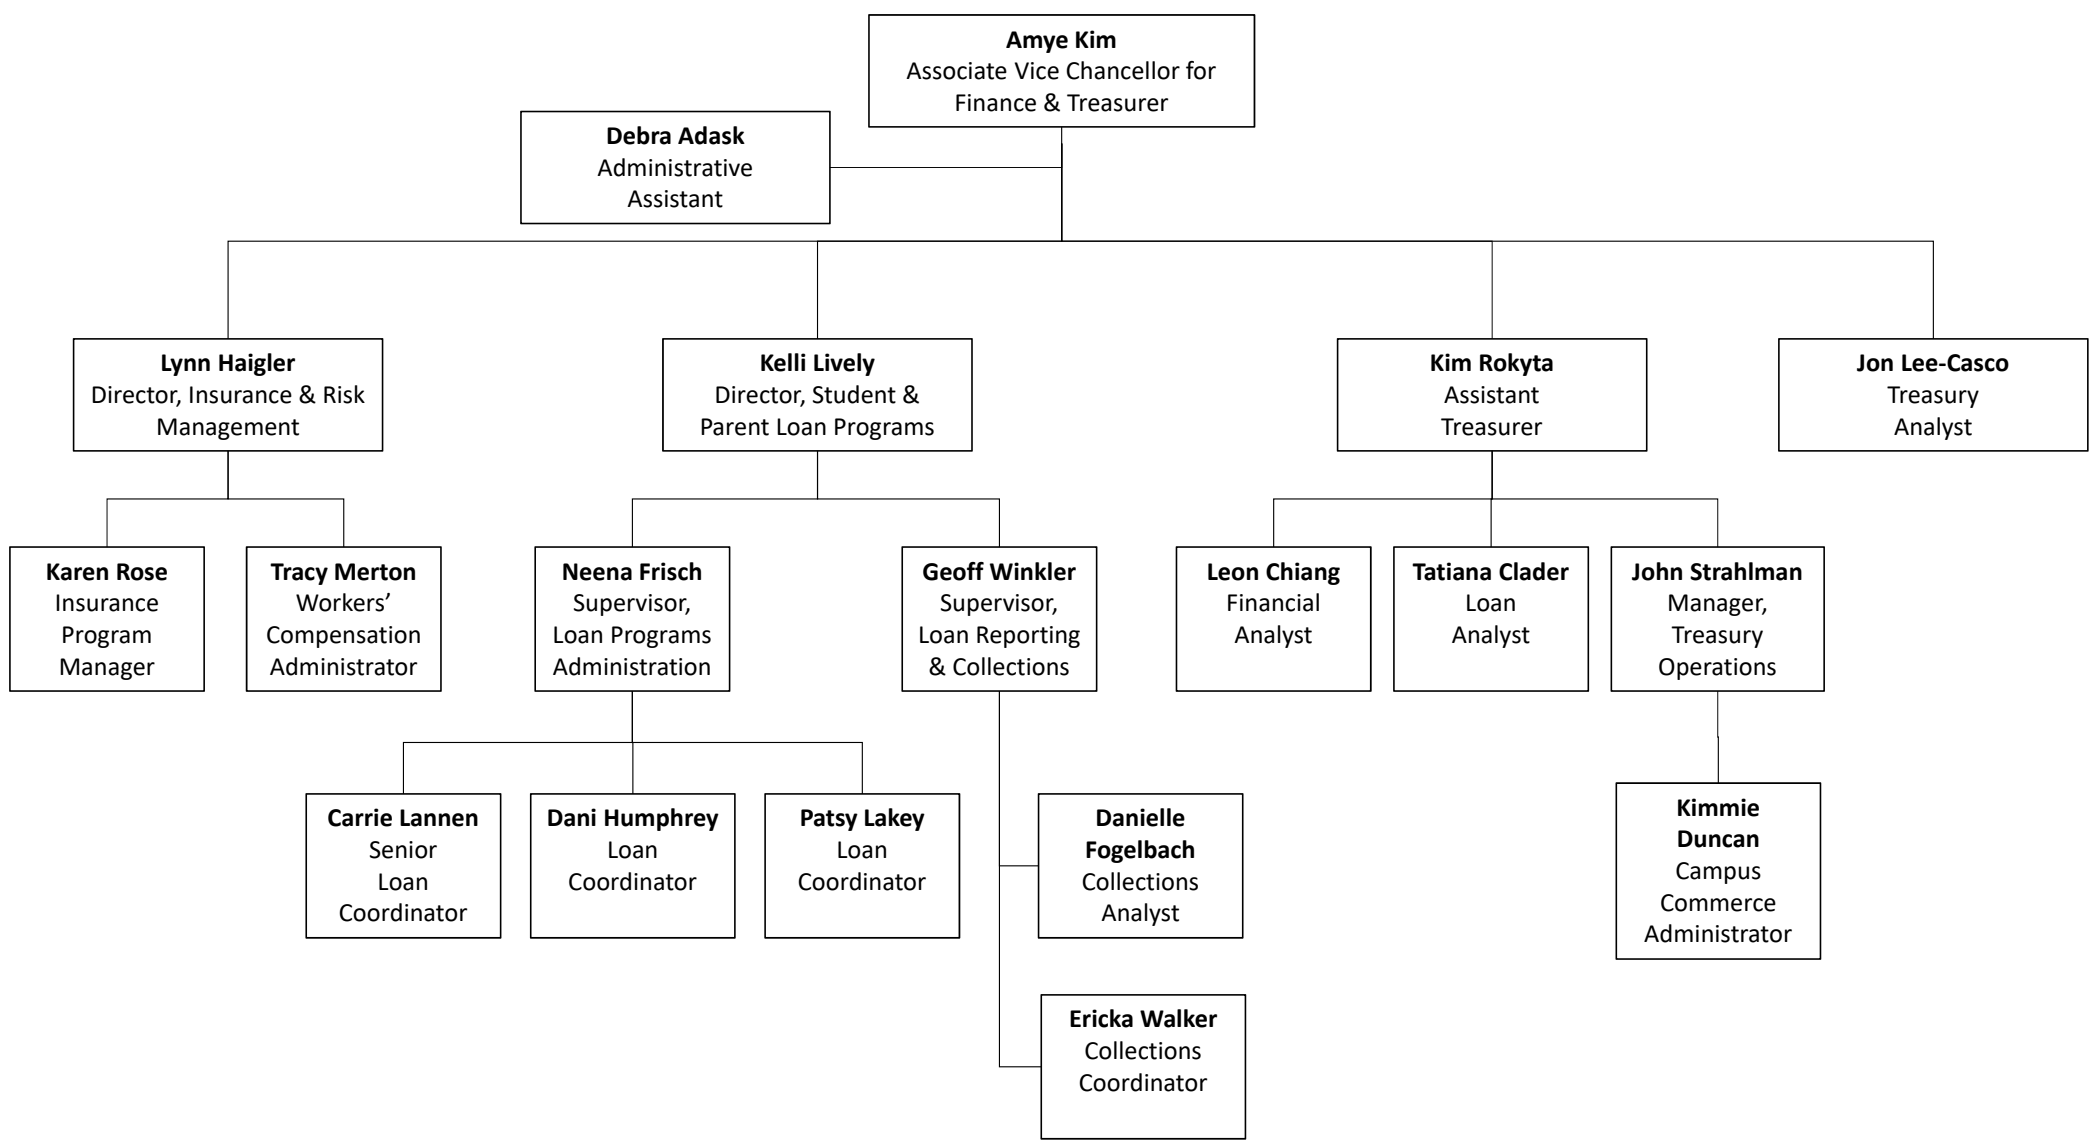 Amye Kim
Associate Vice Chancellor for
Finance & Treasurer
Debra Adask
Administrative
Assistant
Lynn Haigler
Director, Insurance & Risk
Management
Kelli Lively
Director, Student &
Parent Loan Programs
Kim Rokyta
Assistant
Treasurer
Jon Lee-Casco
Treasury
Analyst
Karen Rose
Insurance
Program
Manager
Tracy Merton
Workers’
Compensation
Administrator
Neena Frisch
Supervisor,
Loan Programs
Administration
Geoff Winkler
Supervisor,
Loan Reporting
& Collections
Leon Chiang
Financial
Analyst
Tatiana Clader
Loan
Analyst
John Strahlman
Manager,
Treasury
Operations
Carrie Lannen
Senior
Loan
Coordinator
Dani Humphrey
Loan
Coordinator
Patsy Lakey
Loan
Coordinator
Danielle
Fogelbach
Collections
Analyst
Kimmie
Duncan
Campus
Commerce
Administrator
Ericka Walker
Collections
Coordinator